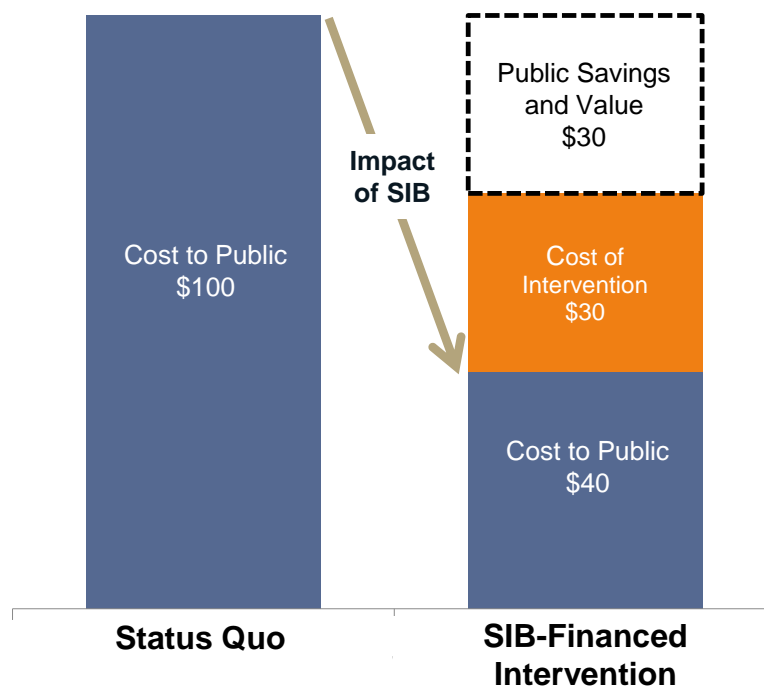 Cost to Public
$100
Impact
of SIB
Public Savings
and Value
$30
Cost of
Intervention
$30
Cost to Public
$40
Status Quo
SIB-Financed
Intervention